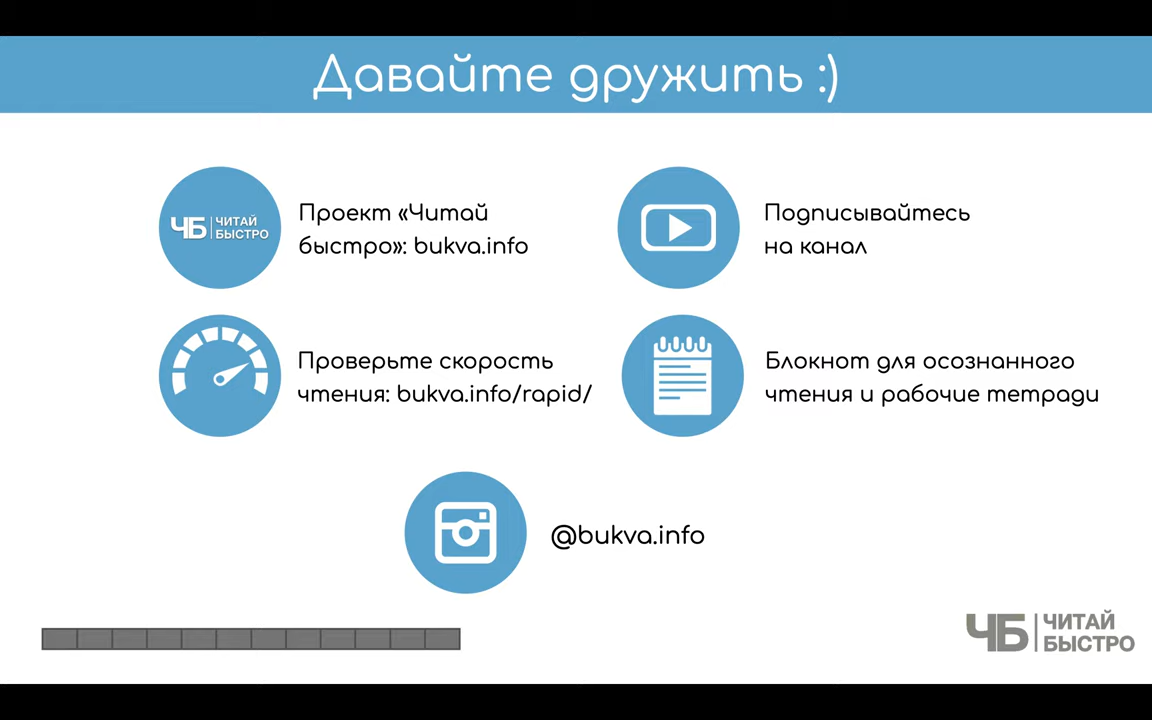 Давайте дружить :)
ЧБ ЧИТАЙ
БЫСТРО
Проект «Читай
быстро»: bukva.info
Подписывайтесь
на канал
Проверьте скорость
чтения: bukva.info/rapid/
Блокнот для осознанного
чтения и рабочие тетради
@bukva.info
ЧБ ЧИТАЙ
БЫСТРО